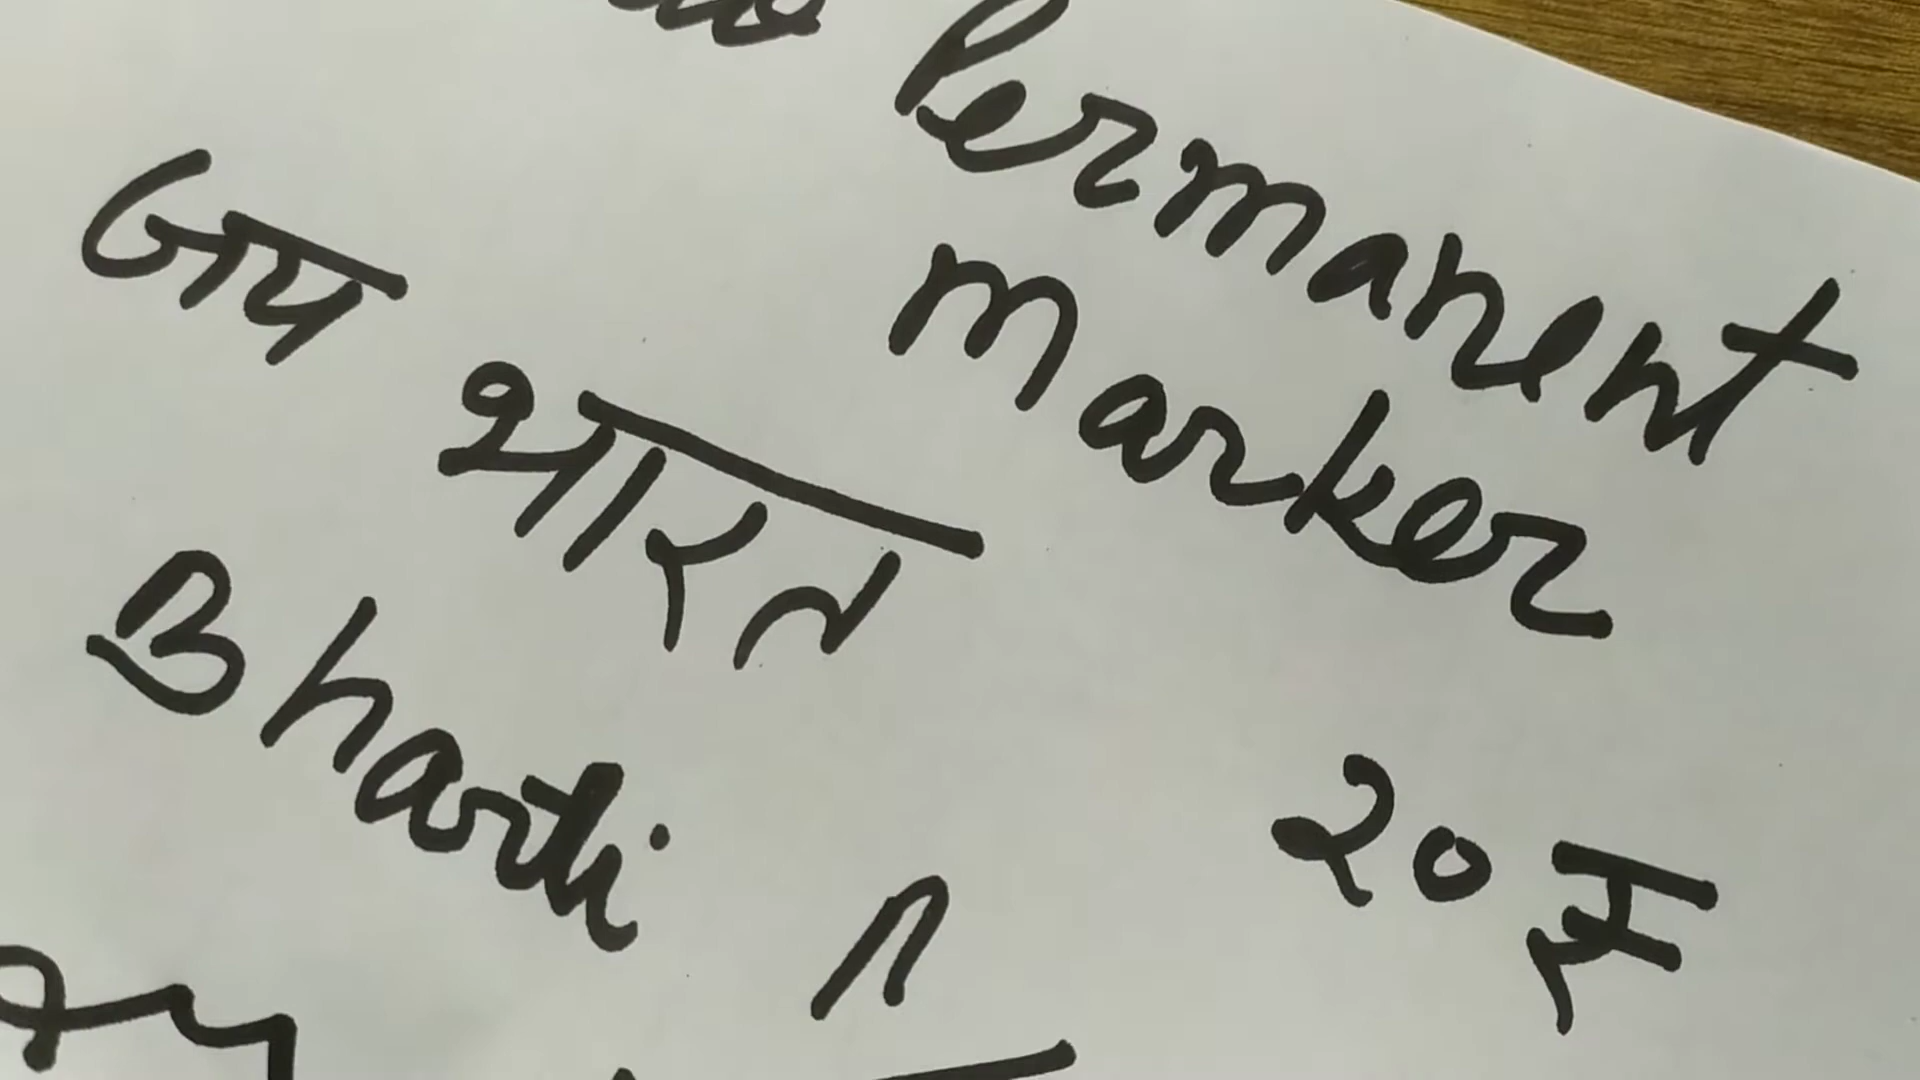 Permanent
marker
जय
भारत
Bharti
२० रु